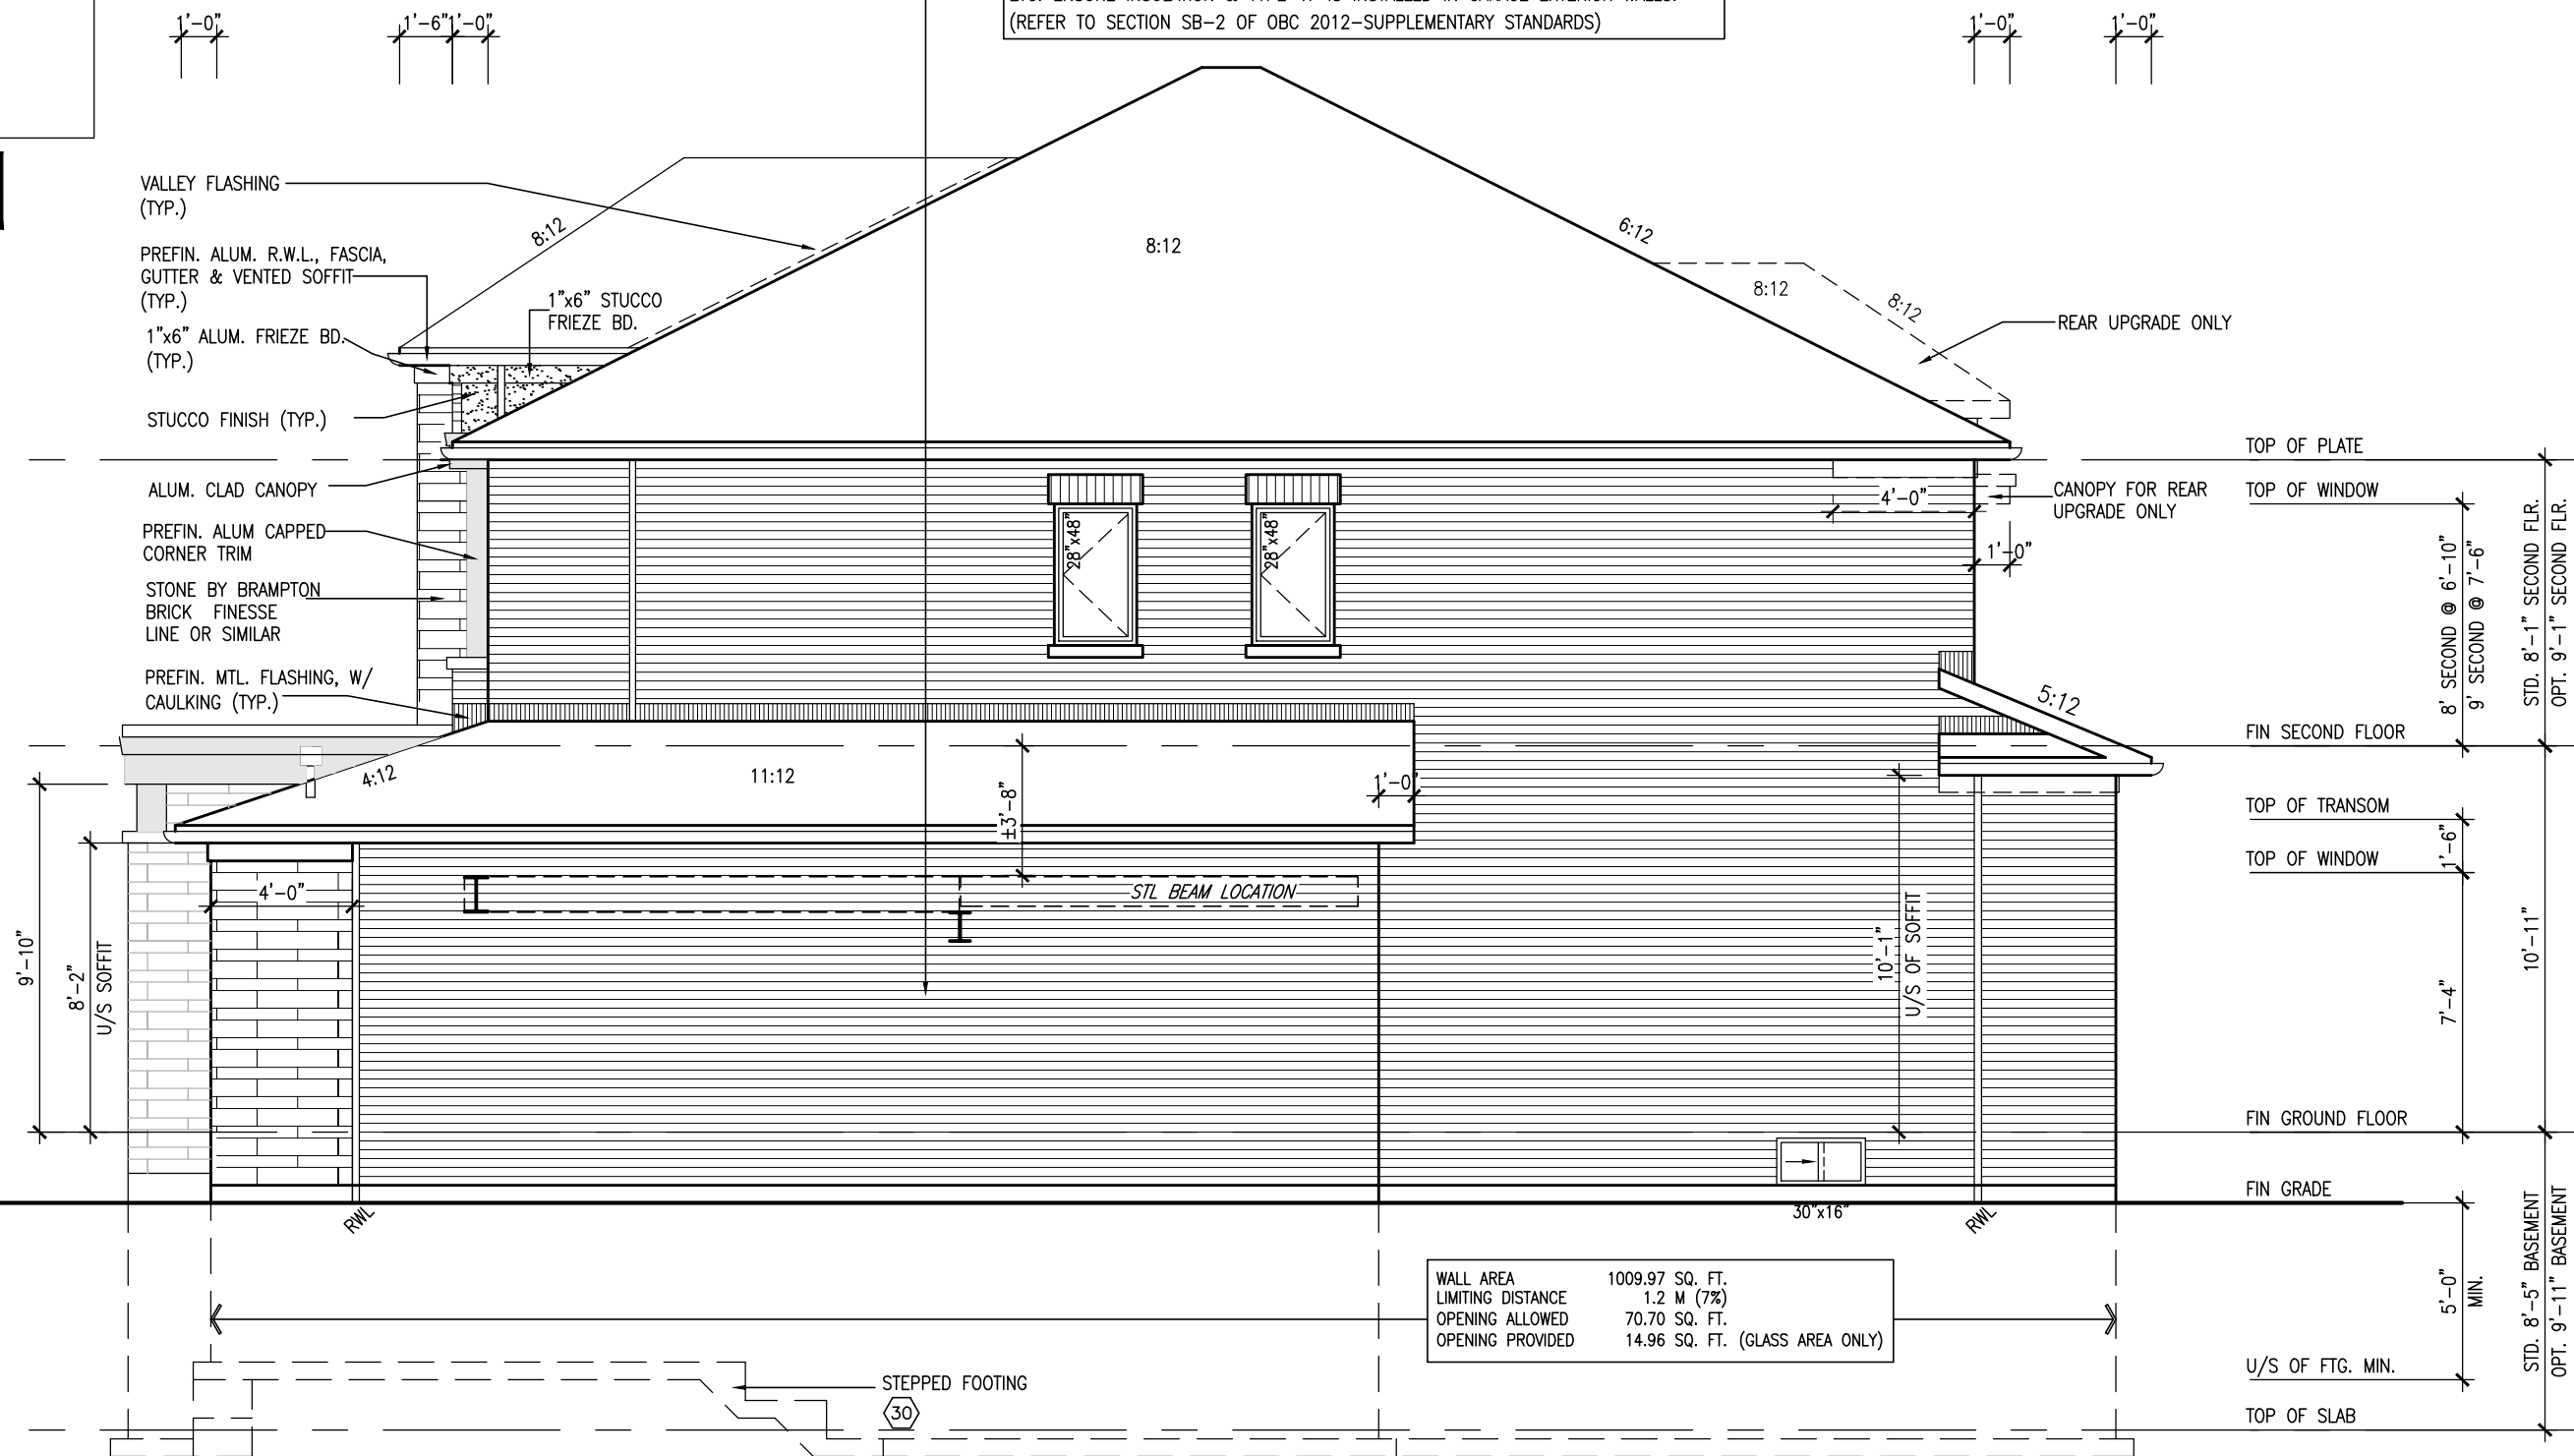 (REFER TO SECTION SB-2 OF OBC 2012-SUPPLEMENTARY STANDARDS)
1'-0"
1'-6"
1'-0"
1'-0"
1'-0"
VALLEY FLASHING
(TYP.)
8:12
8:12
6:12
PREFIN. ALUM. R.W.L., FASCIA,
GUTTER & VENTED SOFFIT
(TYP.)
1"x6" STUCCO
FRIEZE BD.
8:12
8:12
1"x6" ALUM. FRIEZE BD.
(TYP.)
REAR UPGRADE ONLY
STUCCO FINISH (TYP.)
TOP OF PLATE
ALUM. CLAD CANOPY
4'-0"
CANOPY FOR REAR
UPGRADE ONLY
TOP OF WINDOW
PREFIN. ALUM CAPPED
CORNER TRIM
28"x48"
28"x48"
1'-0"
STONE BY BRAMPTON
BRICK FINESSE
LINE OR SIMILAR
8' SECOND @ 6'-10"
9' SECOND @ 7'-6"
STD. 8'-1" SECOND FLR.
OPT. 9'-1" SECOND FLR.
PREFIN. MTL. FLASHING, W/
CAULKING (TYP.)
5:12
FIN SECOND FLOOR
4:12
11:12
±3'-8"
1'-0"
TOP OF TRANSOM
1'-6"
TOP OF WINDOW
4'-0"
STL BEAM LOCATION
9'-10"
8'-2"
U/S SOFFIT
10'-1"
U/S OF SOFFIT
7'-4"
10'-11"
FIN GROUND FLOOR
FIN GRADE
RWL
30"x16"
RWL
WALL AREA 1009.97 SQ. FT.
LIMITING DISTANCE 1.2 M (7%)
OPENING ALLOWED 70.70 SQ. FT.
OPENING PROVIDED 14.96 SQ. FT. (GLASS AREA ONLY)
5'-0"
MIN.
STD. 8'-5" BASEMENT
OPT. 9'-11" BASEMENT
U/S OF FTG. MIN.
STEPPED FOOTING
30
TOP OF SLAB